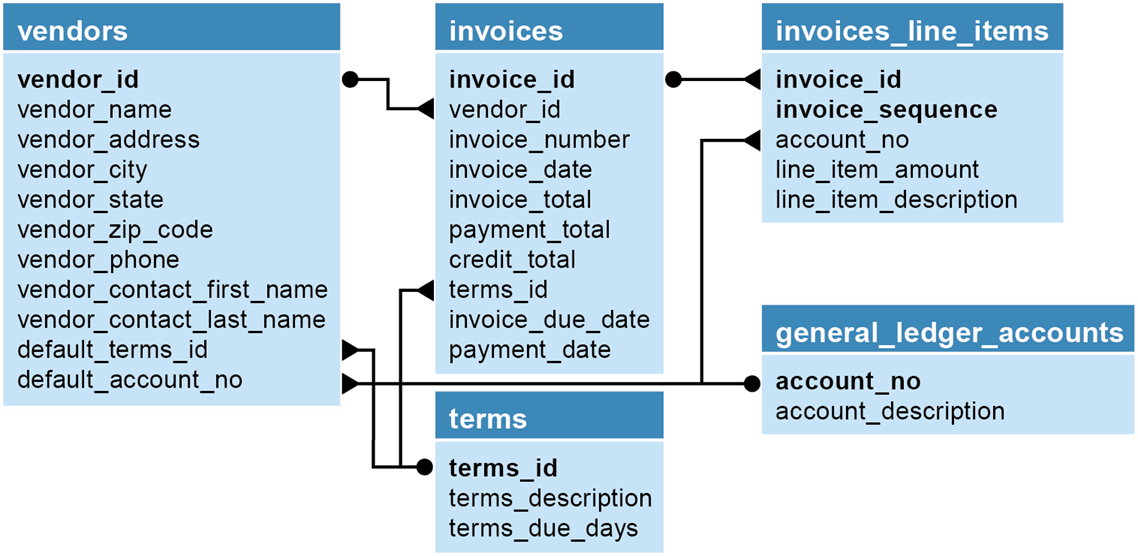 vendors
vendor_id
vendor_name
vendor_address
vendor_city
vendor_state
vendor_zip_code
vendor_phone
vendor_contact_first_name
vendor_contact_last_name
default_terms_id
default_account_no
invoices
invoice_id
vendor_id
invoice_number
invoice_date
invoice_total
payment_total
credit_total
terms_id
invoice_due_date
payment_date
terms
terms_id
terms_description
terms_due_days
invoices_line_items
invoice_id
invoice_sequence
account_no
line_item_amount
line_item_description
general_ledger_accounts
account_no
account_description